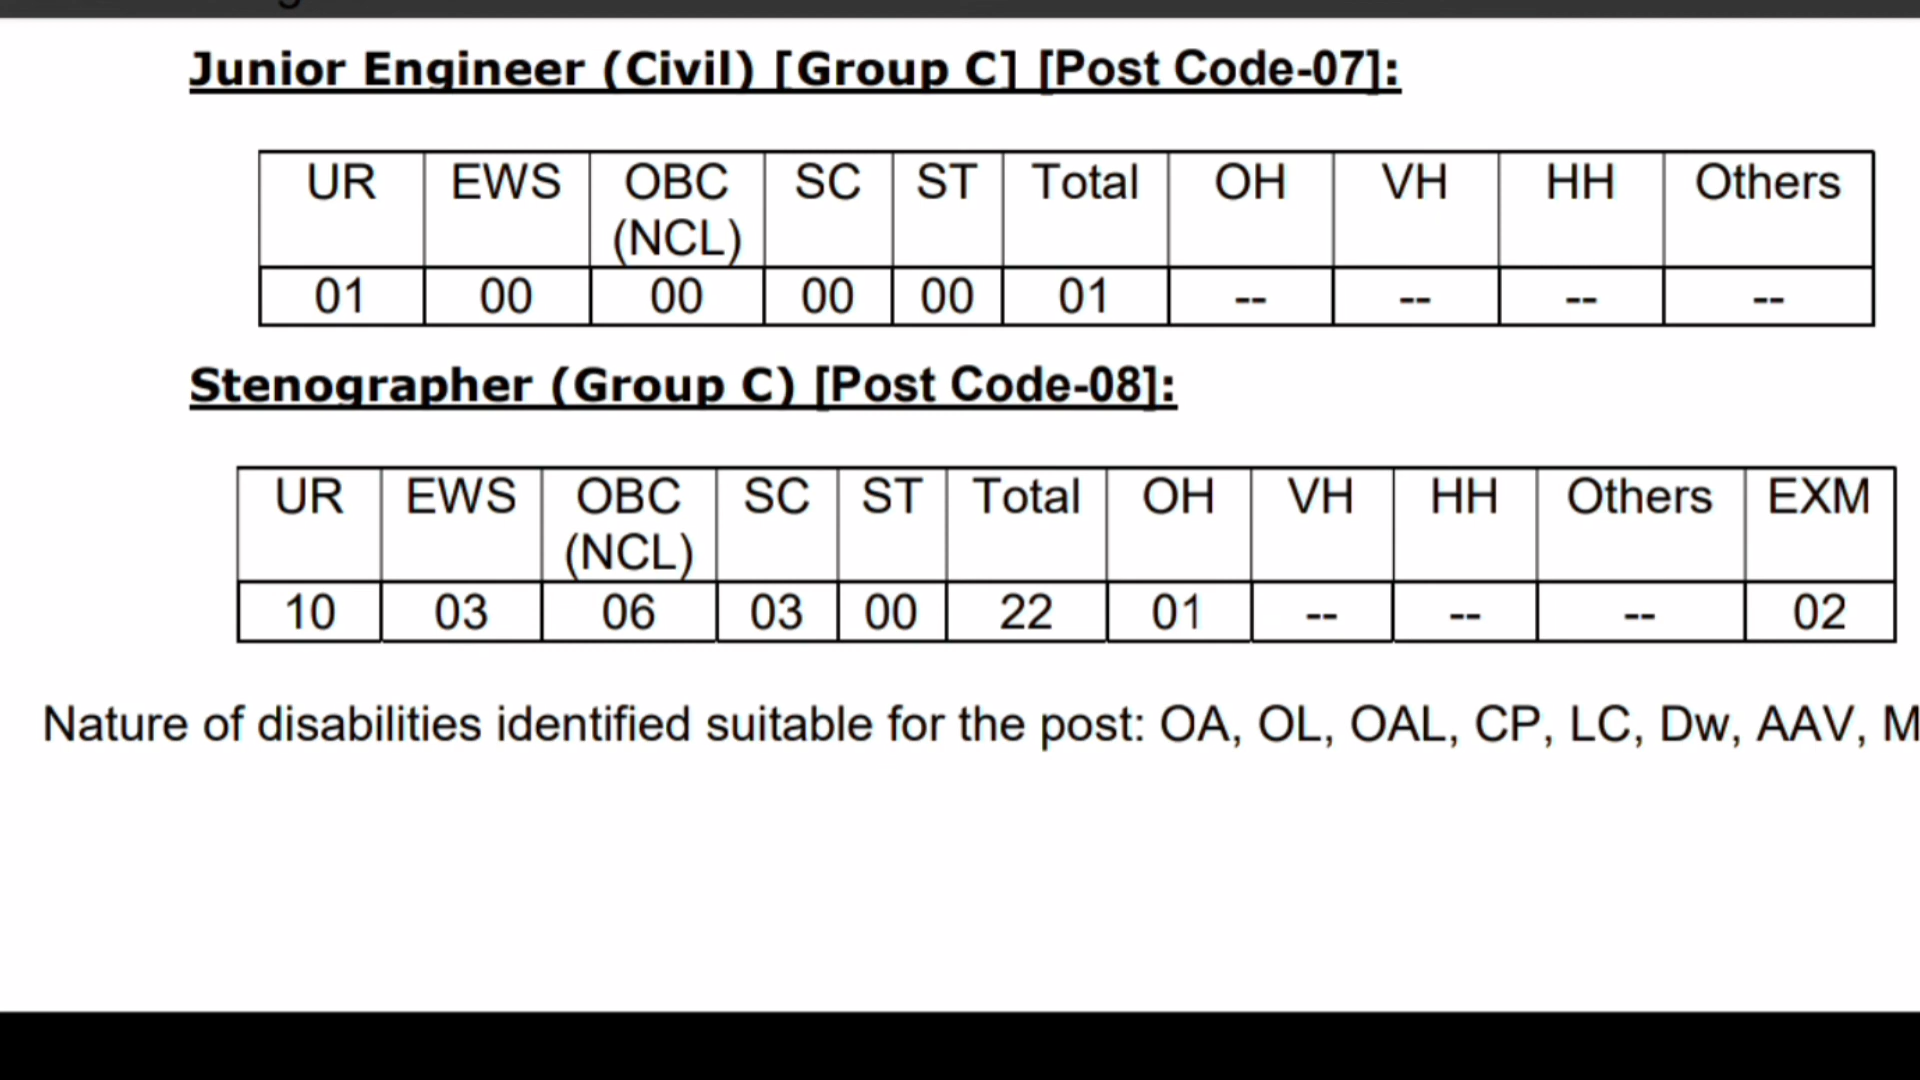 Junior Engineer (Civil) [Group C] [Post Code-07]:
UR EWS OBC (NCL) SC ST Total OH VH HH Others
01 00 00 00 00 01 -- -- -- --
Stenographer (Group C) [Post Code-08]:
UR EWS OBC (NCL) SC ST Total OH VH HH Others EXM
10 03 06 03 00 22 01 -- -- -- 02
Nature of disabilities identified suitable for the post: OA, OL, OAL, CP, LC, Dw, AAV, M